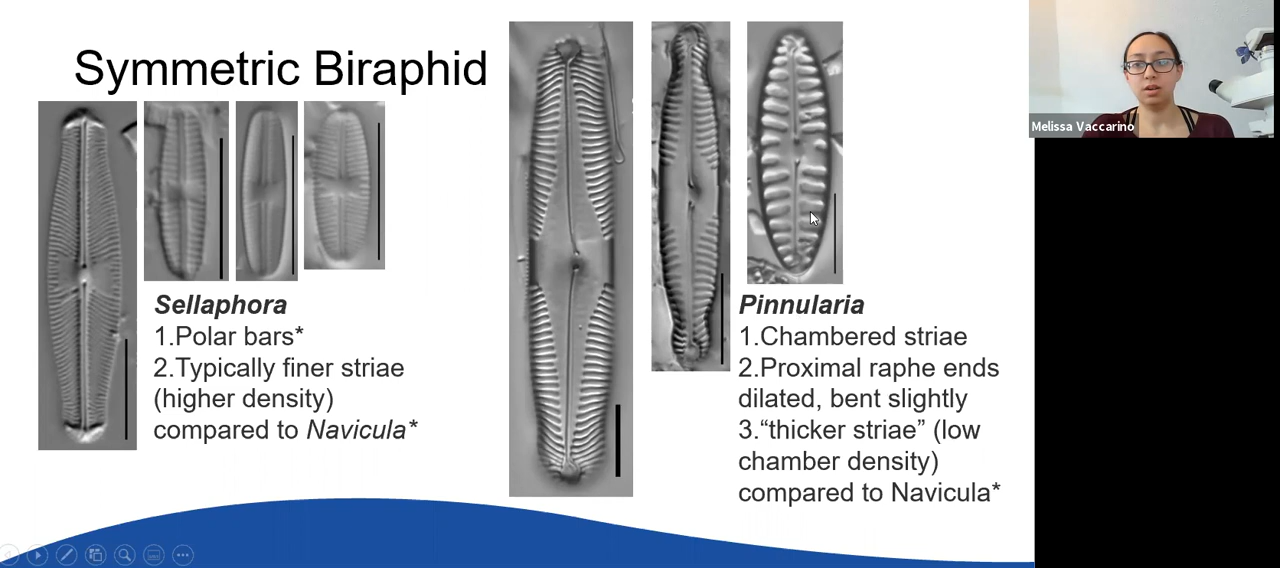 Symmetric Biraphid
Sellaphora
1.Polar bars*
2.Typically finer striae
(higher density)
compared to Navicula*
Pinnularia
1.Chambered striae
2.Proximal raphe ends
dilated, bent slightly
3.“thicker striae” (low
chamber density)
compared to Navicula*
Melissa Vaccarino